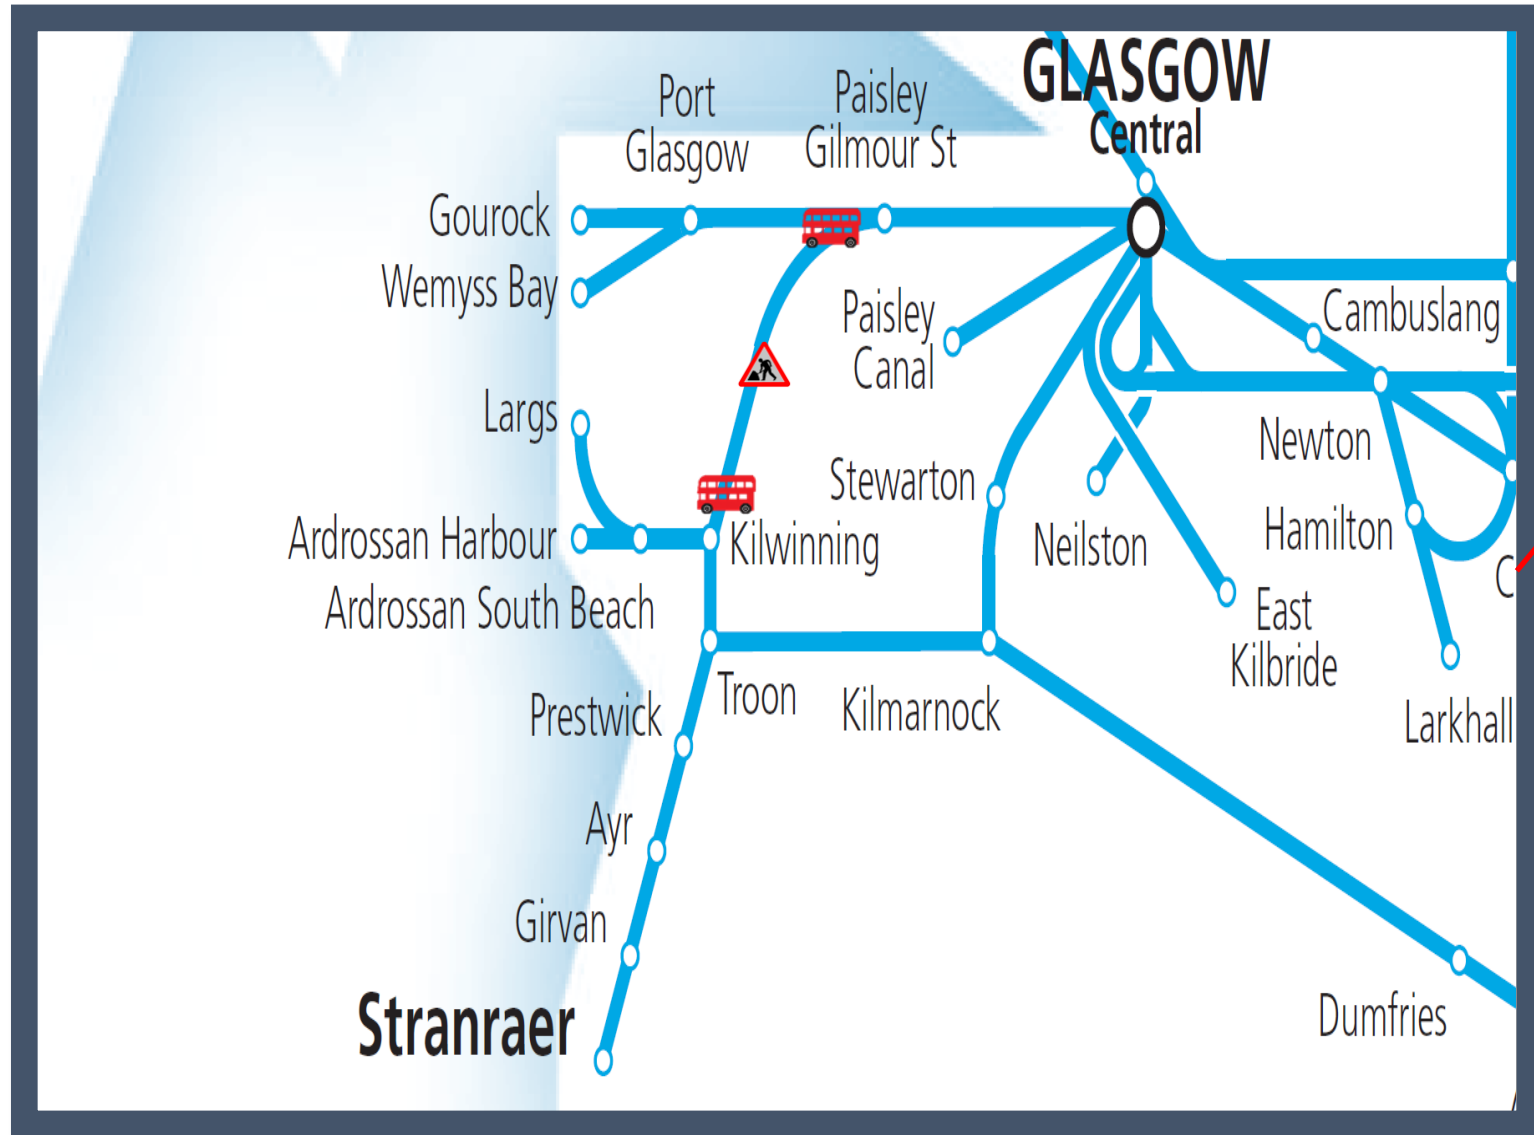 GLASGOW
Central
Port
Glasgow
Paisley
Gilmour St
Gourock
Wemyss Bay
Paisley
Canal
Cambuslang
Largs
Newton
Stewarton
Hamilton
Ardrossan Harbour
Kilwinning
Neilston
C
Ardrossan South Beach
East
Kilbride
Prestwick
Troon
Kilmarnock
Larkhall
Ayr
Girvan
Stranraer
Dumfries